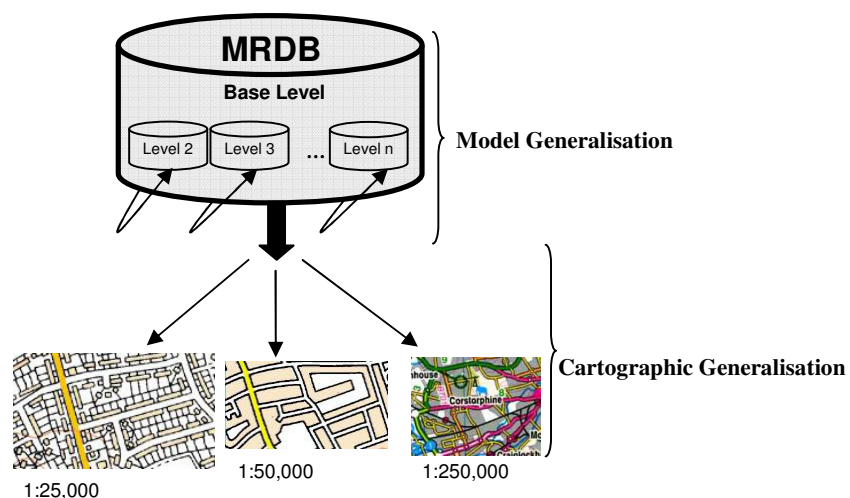 MRDB
Base Level
Level 2
Level 3
...
Level n
Model Generalisation
Cartographic Generalisation
Corstorphine
1:25,000
1:50,000
1:250,000